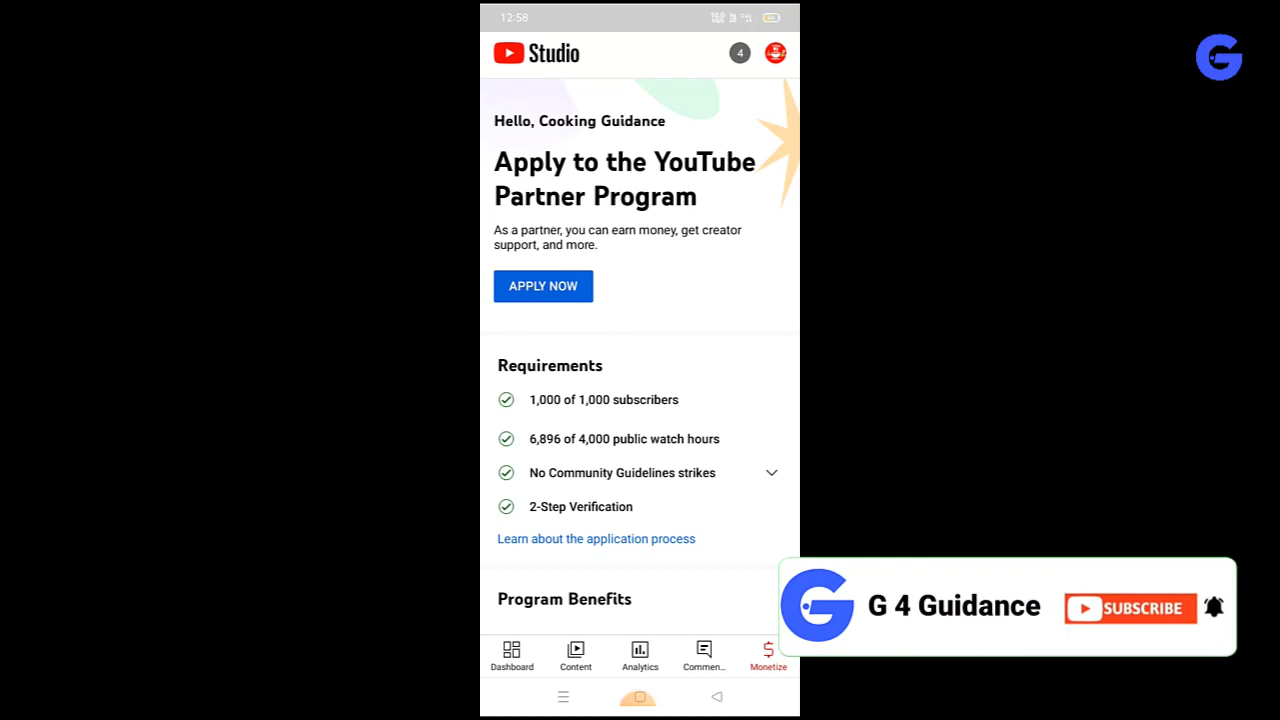 12:58
Studio
4
Hello, Cooking Guidance
Apply to the YouTube
Partner Program
As a partner, you can earn money, get creator
support, and more.
APPLY NOW
Requirements
1,000 of 1,000 subscribers
6,896 of 4,000 public watch hours
No Community Guidelines strikes
2-Step Verification
Learn about the application process
Program Benefits
G 4 Guidance
SUBSCRIBE
Dashboard
Content
Analytics
Commen...
Monetize